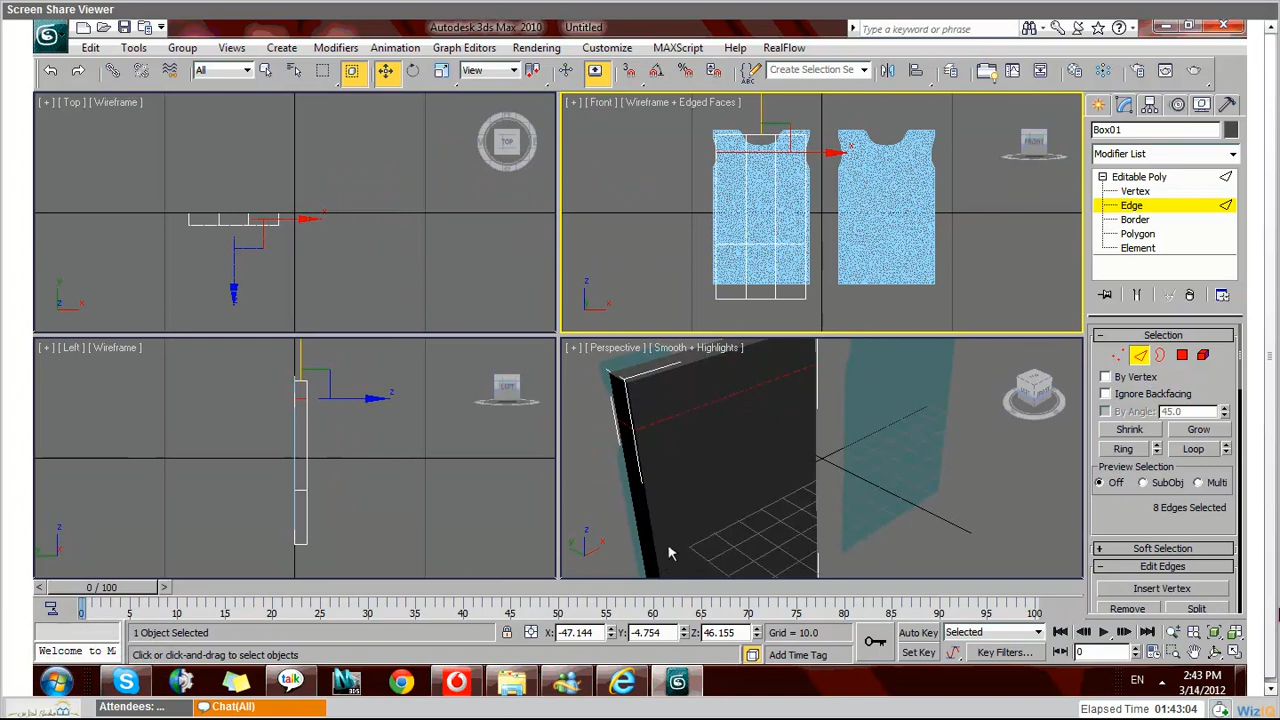 Screen Share Viewer
Autodesk 3ds Max 2010 Untitled
Type a keyword or phrase
Edit Tools Group Views Create Modifiers Animation Graph Editors Rendering Customize MAXScript Help RealFlow
All View ABC Create Selection Se
[ + ] [ Top ] [ Wireframe ]
TOP
[ + ] [ Front ] [ Wireframe + Edged Faces ]
FRONT
[ + ] [ Left ] [ Wireframe ]
LEFT
[ + ] [ Perspective ] [ Smooth + Highlights ]
Box01
Modifier List
Editable Poly
Vertex
Edge
Border
Polygon
Element
Selection
By Vertex
Ignore Backfacing
By Angle: 45.0
Shrink Grow
Ring Loop
Preview Selection
Off SubObj Multi
8 Edges Selected
Soft Selection
Edit Edges
Insert Vertex
Remove Split
0 / 100
0 5 10 15 20 25 30 35 40 45 50 55 60 65 70 75 80 85 90 95 100
1 Object Selected X: -47.144 Y: -4.754 Z: 46.155 Grid = 10.0 Auto Key Selected
Welcome to M Click or click-and-drag to select objects Add Time Tag Set Key Key Filters... 0
talk
EN 2:43 PM
3/14/2012
Attendees: ... Chat(All) Elapsed Time 01:43:04 WizIQ